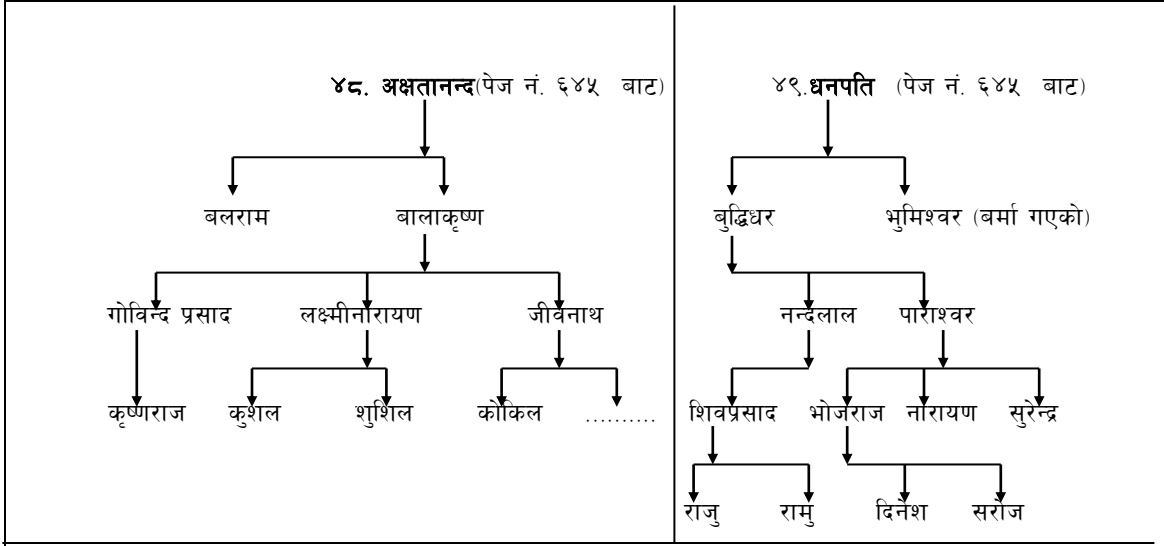 ४८. अक्षतानन्द(पेज नं. ६४५ बाट)
बलराम बालाकृष्ण
गोविन्द प्रसाद लक्ष्मीनारायण जीवनाथ
कृष्णराज कुशल शुशिल कोकिल ..........
४९.धनपति (पेज नं. ६४५ बाट)
बुद्धिधर भुमिश्वर (बर्मा गएको)
नन्दलाल पाराश्वर
शिवप्रसाद भोजराज नारायण सुरेन्द्र
राजु रामु दिनेश सरोज